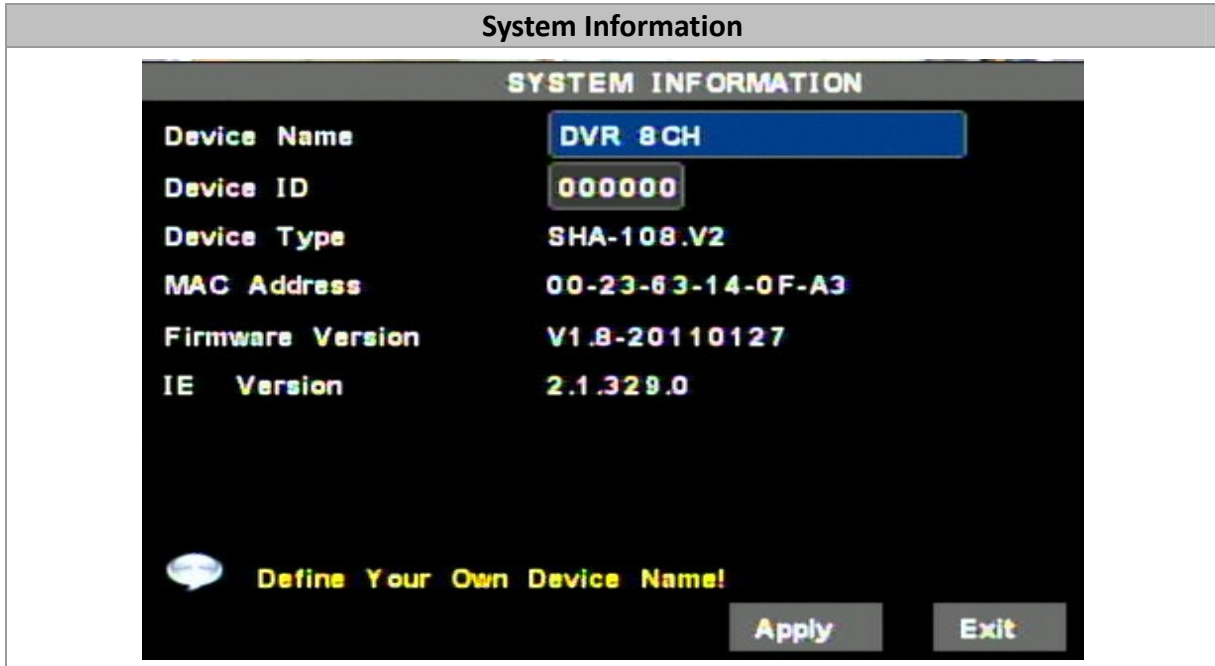 System Information
SYSTEM INFORMATION
Device Name DVR 8CH
Device ID 000000
Device Type SHA-108.V2
MAC Address 00-23-63-14-0F-A3
Firmware Version V1.8-20110127
IE Version 2.1.329.0
Define Your Own Device Name!
Apply Exit